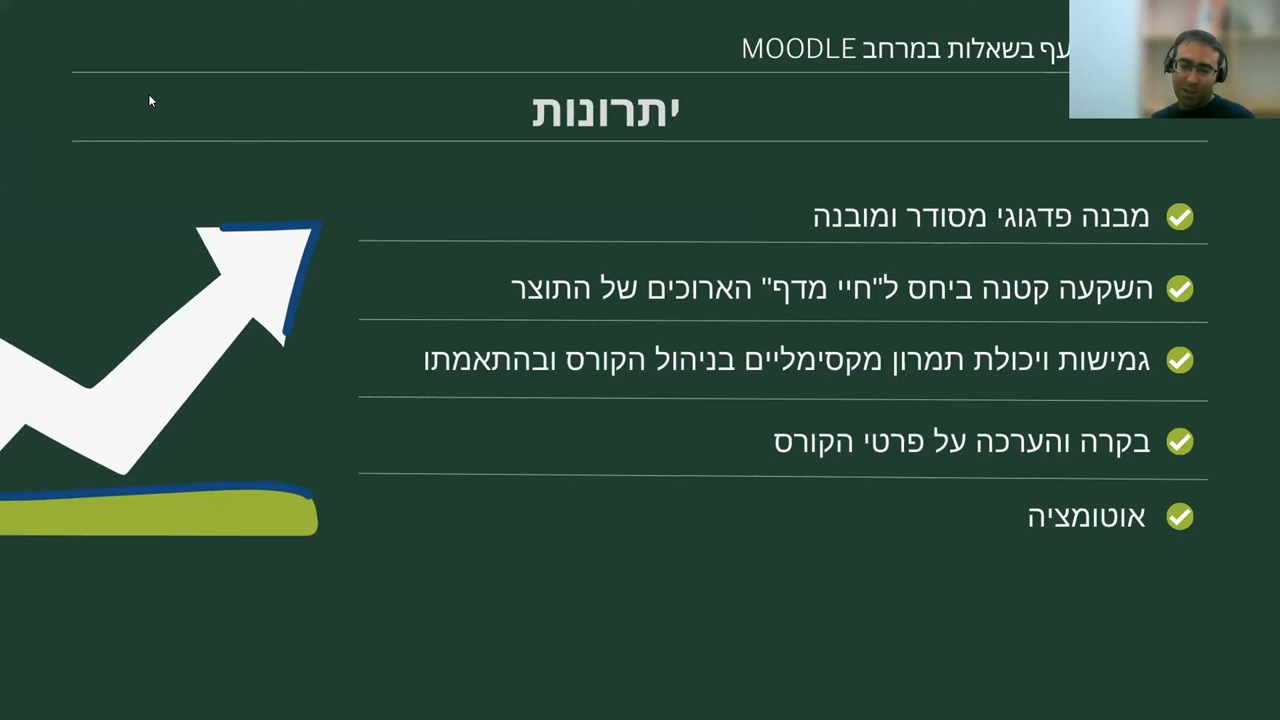 בשאלות במרחב MOODLE
יתרונות
מבנה פדגוגי מסודר ומובנה
השקעה קטנה ביחס ל"חיי מדף" הארוכים של התוצר
גמישות ויכולת תמרון מקסימליים בניהול הקורס ובהתאמתו
בקרה והערכה על פרטי הקורס
אוטומציה